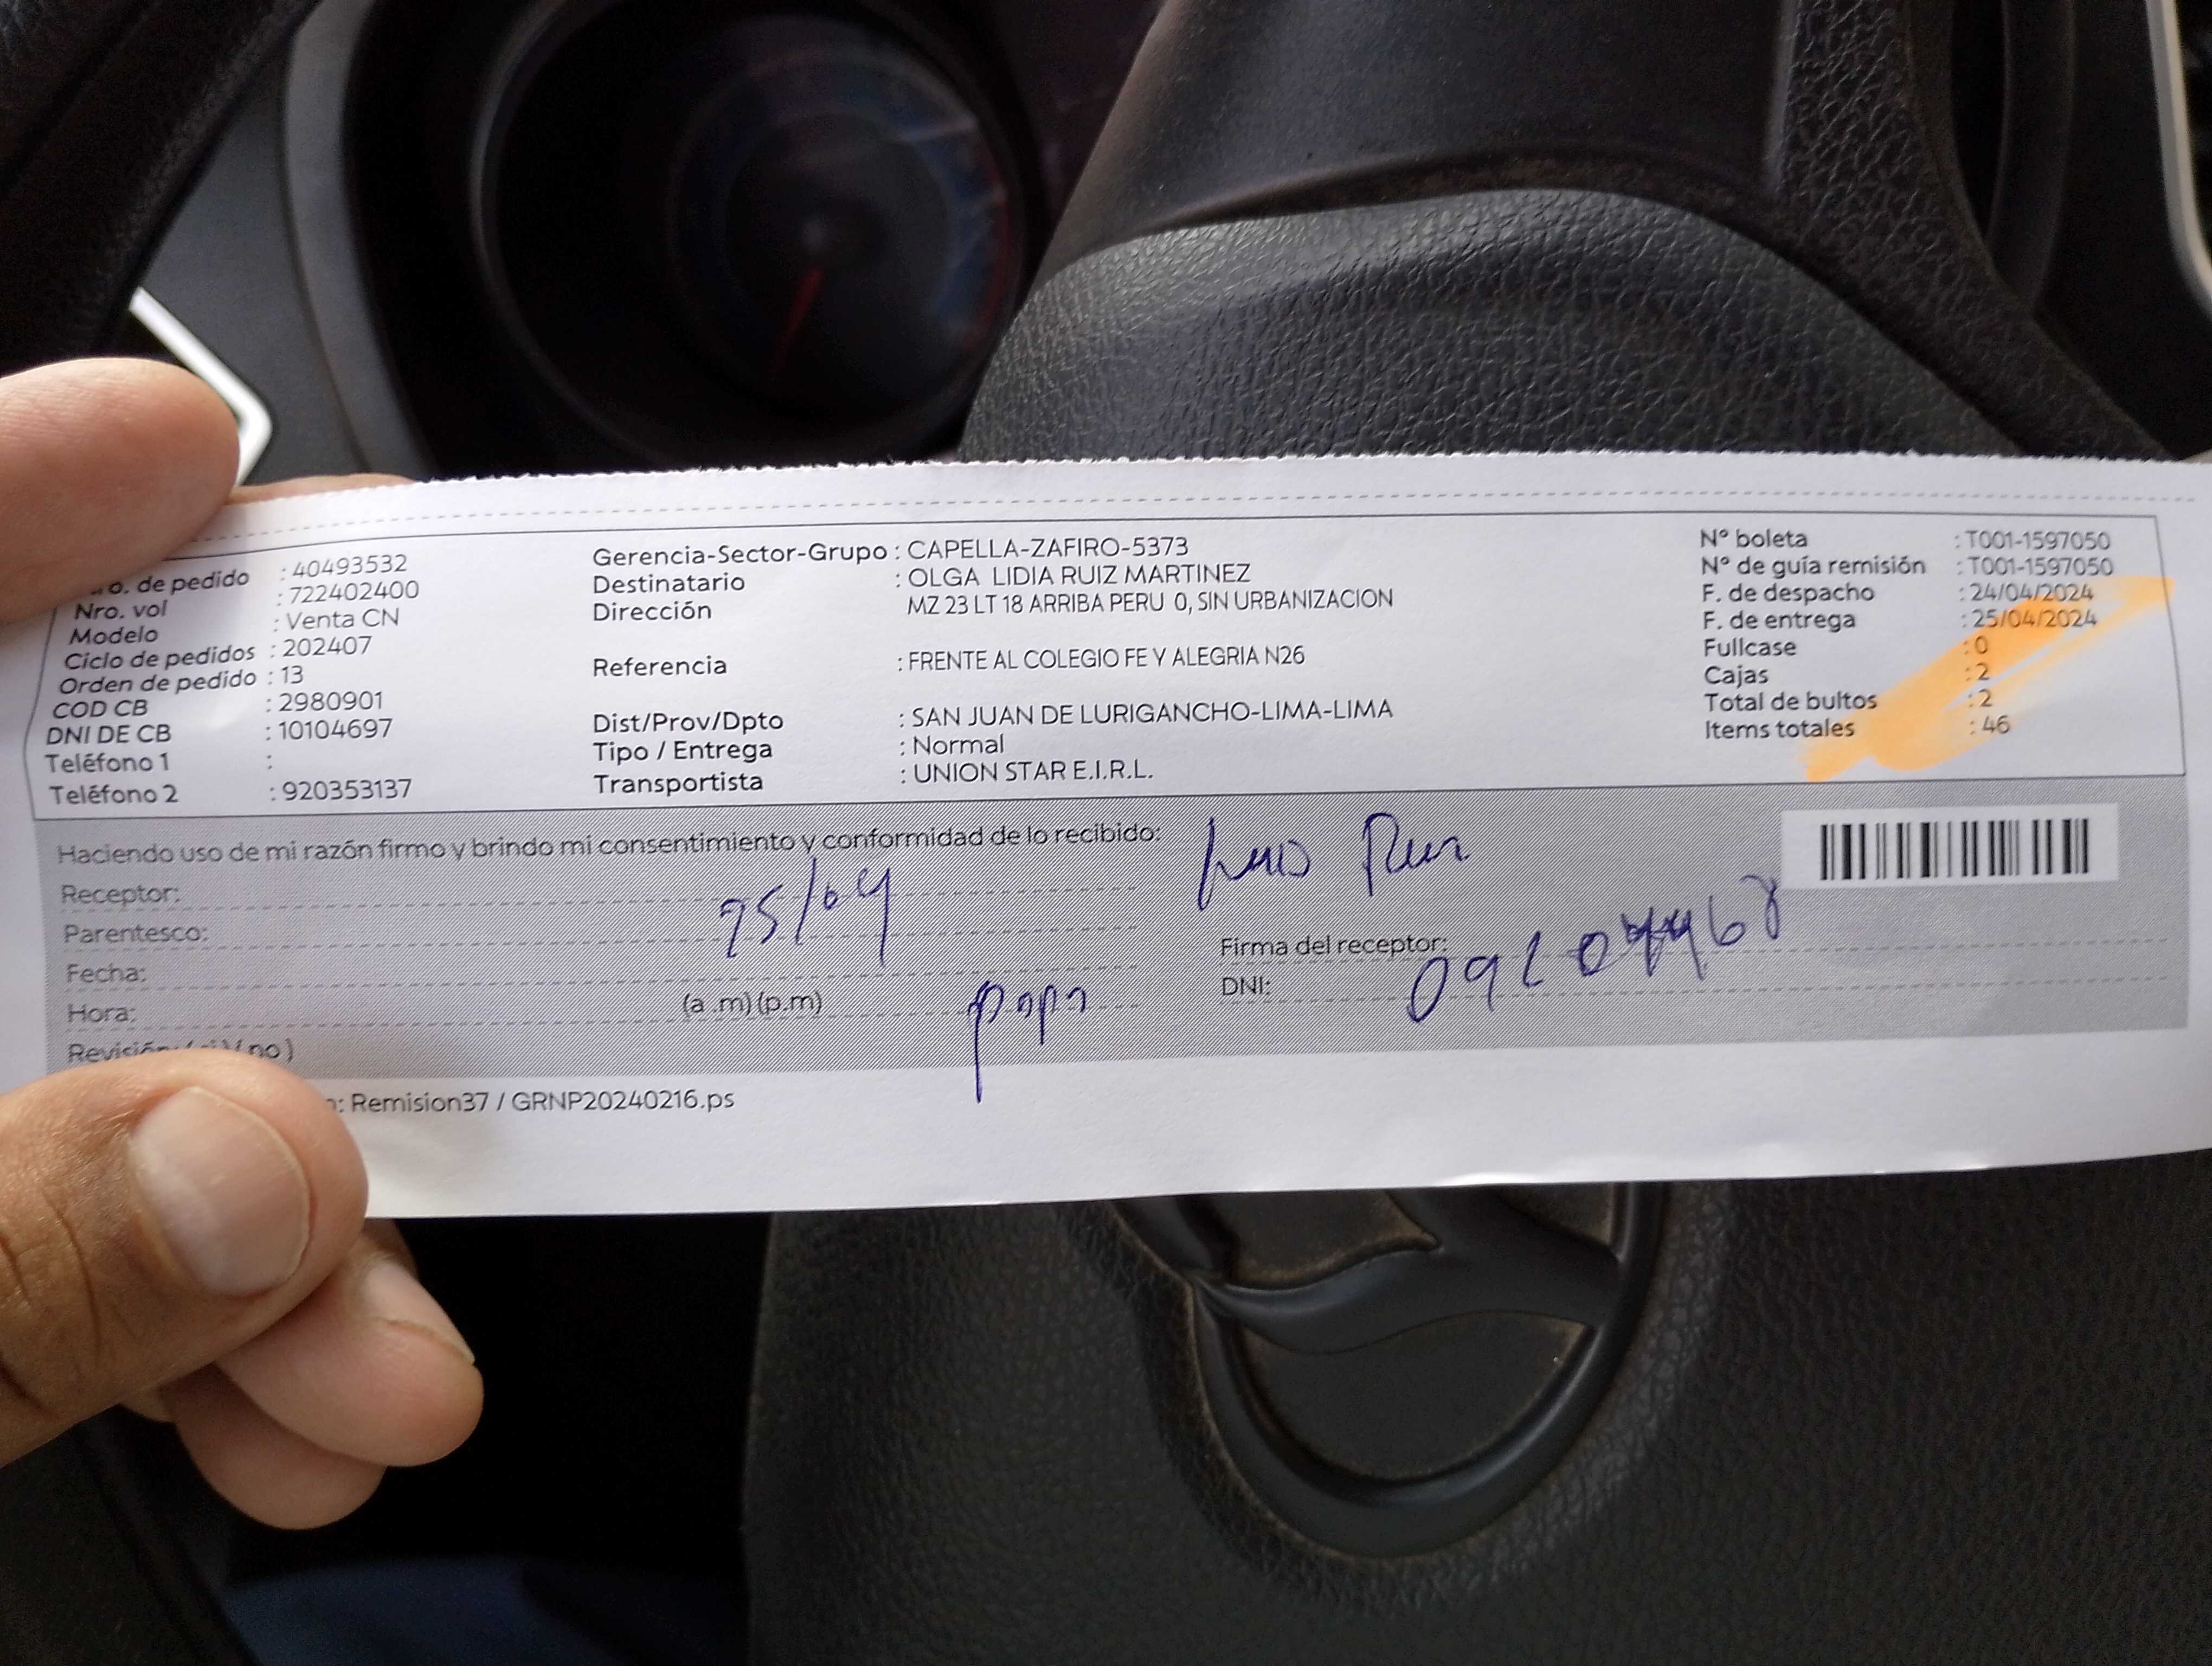 o. de pedido : 40493532
Nro. vol : 722402400
Modelo : Venta CN
Ciclo de pedidos : 202407
Orden de pedido : 13
COD CB : 2980901
DNI DE CB : 10104697
Teléfono 1 :
Teléfono 2 : 920353137
Gerencia-Sector-Grupo : CAPELLA-ZAFIRO-5373
Destinatario : OLGA LIDIA RUIZ MARTINEZ
Dirección MZ 23 LT 18 ARRIBA PERU 0, SIN URBANIZACION
Referencia : FRENTE AL COLEGIO FE Y ALEGRIA N26
Dist/Prov/Dpto : SAN JUAN DE LURIGANCHO-LIMA-LIMA
Tipo / Entrega : Normal
Transportista : UNION STAR E.I.R.L.
N° boleta : T001-1597050
N° de guía remisión : T001-1597050
F. de despacho : 24/04/2024
F. de entrega : 25/04/2024
Fullcase : 0
Cajas : 2
Total de bultos : 2
Items totales : 46
Haciendo uso de mi razón firmo y brindo mi consentimiento y conformidad de lo recibido:
Receptor:
Parentesco:
25/04
Fecha:
Hora: (a .m) (p.m)
papa
Revisión: ( si ) ( no )
Luis Ruiz
Firma del receptor:
DNI:
: Remision37 / GRNP20240216.ps